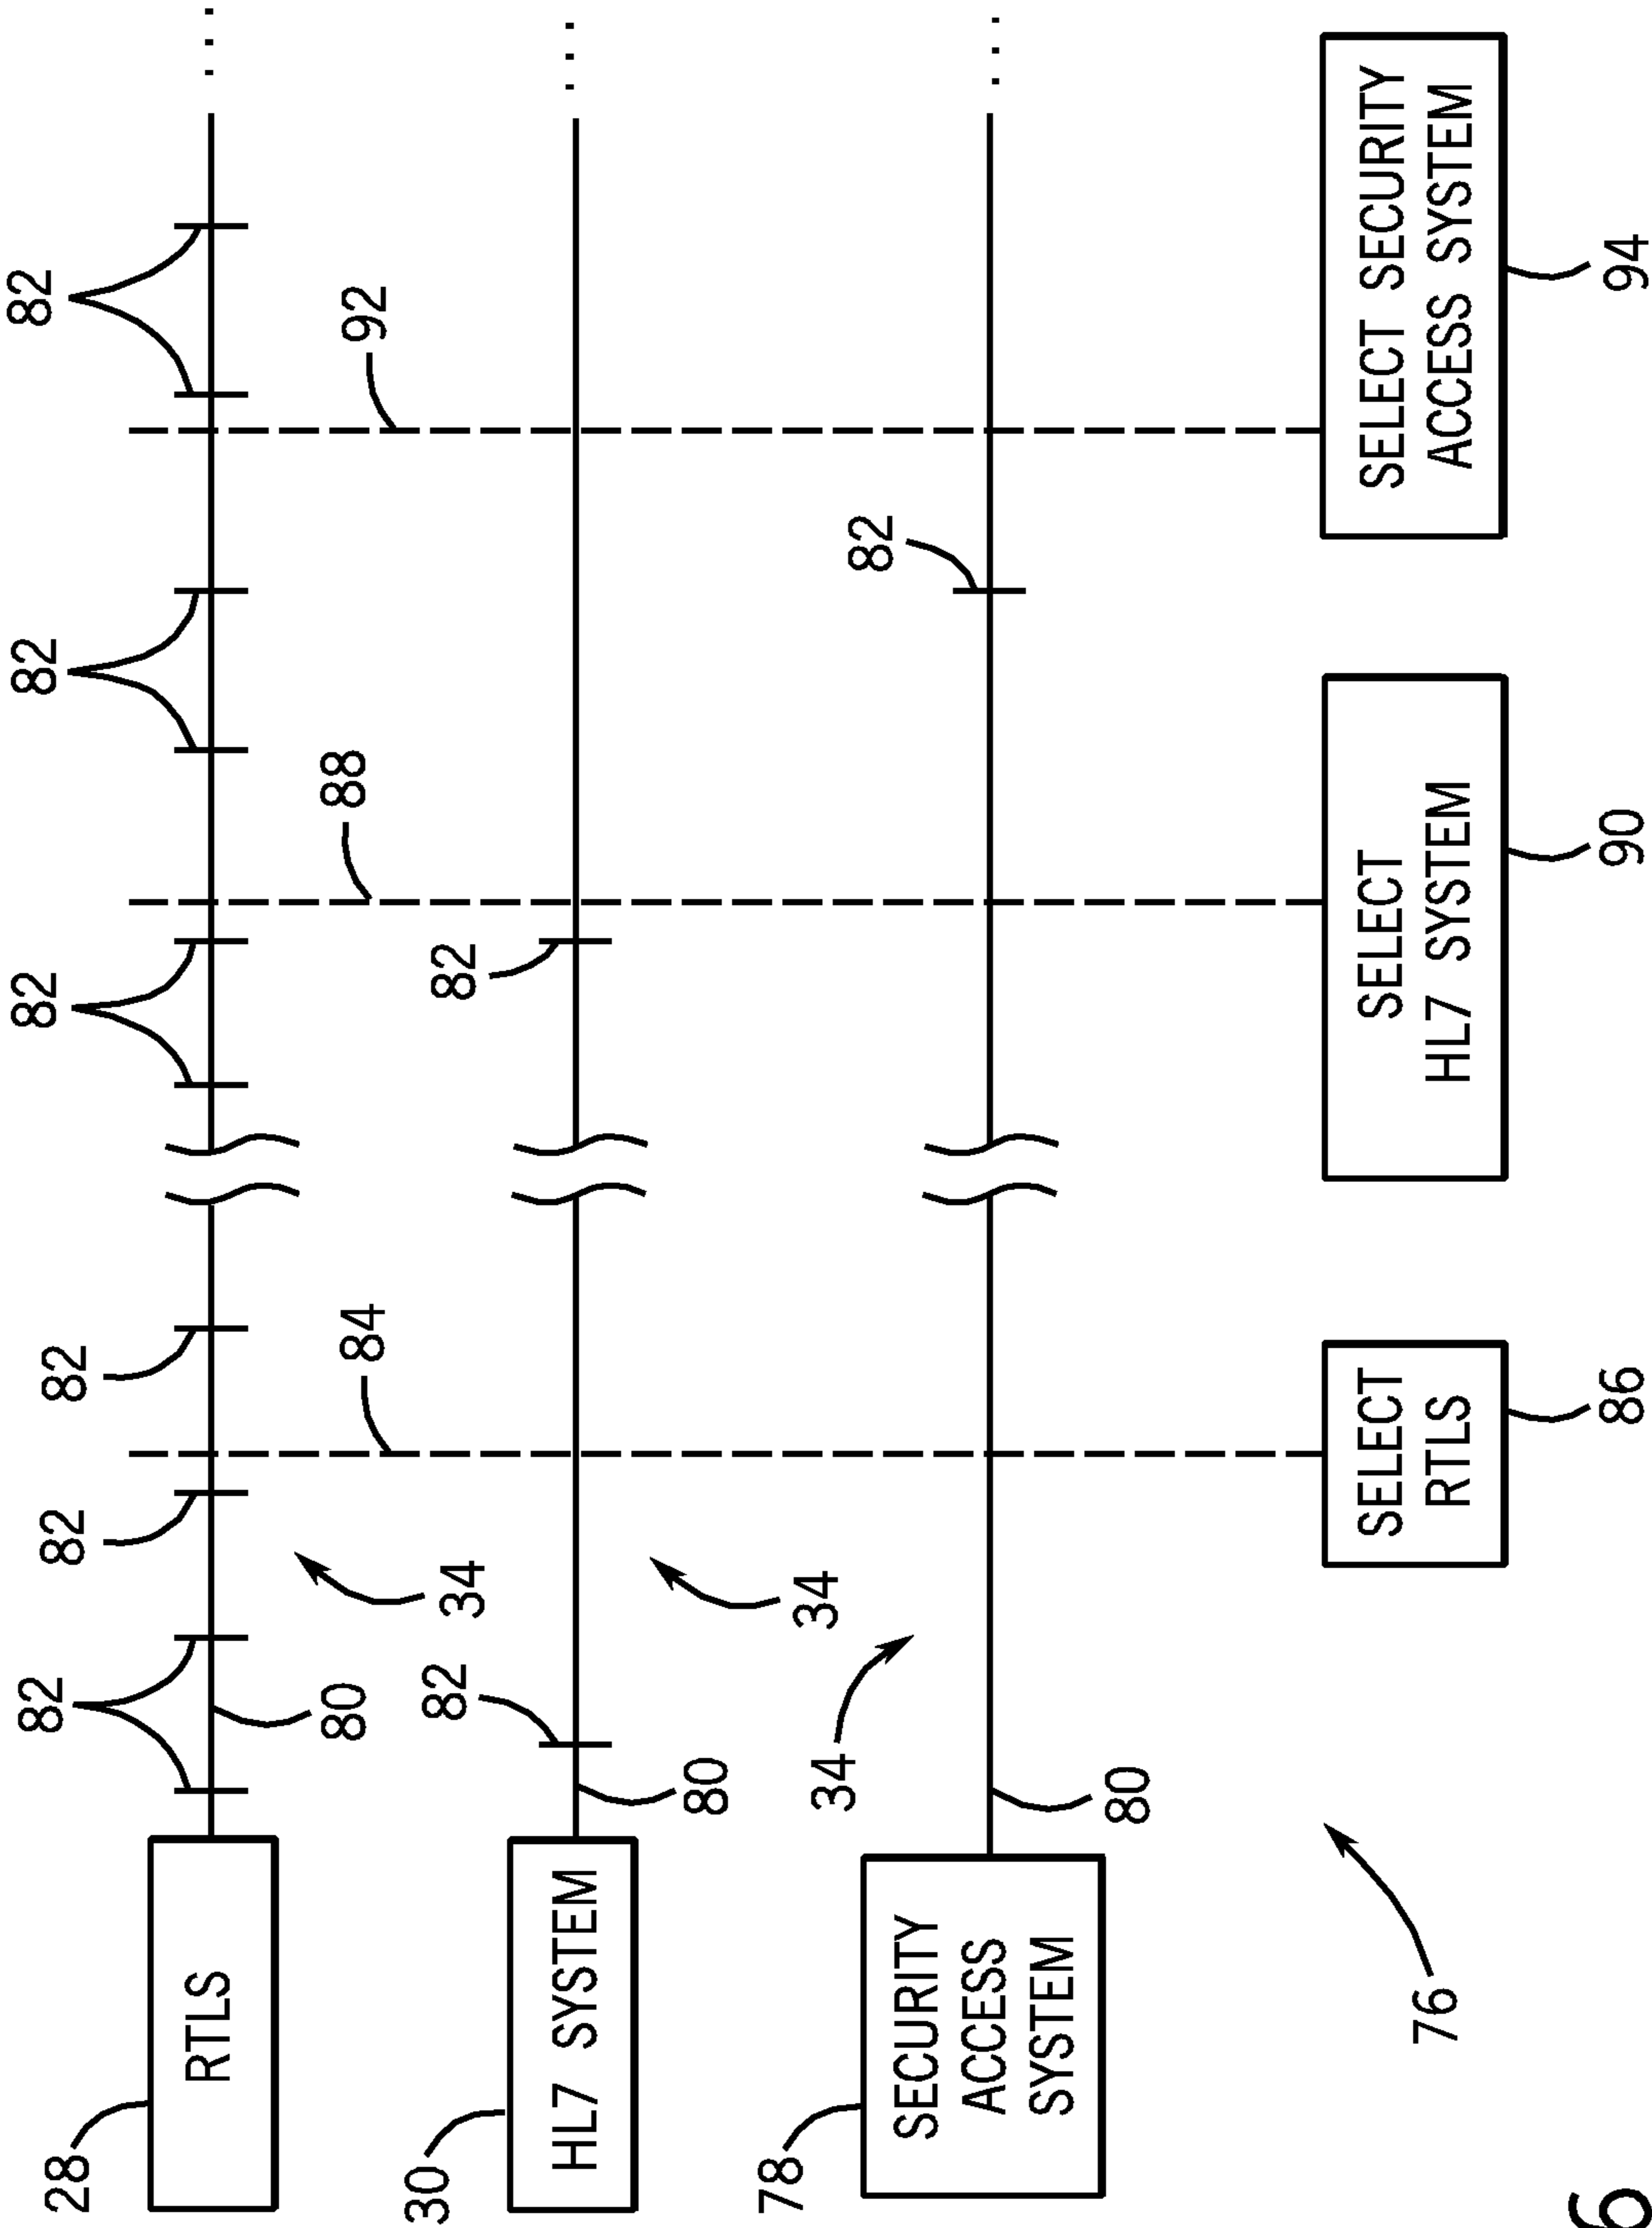 82
82
82
82
82
82
28
RTLS
80
34
84
88
92
82
82
30
HL7 SYSTEM
80
34
82
78
SECURITY
ACCESS
SYSTEM
34
80
76
SELECT
RTLS
86
SELECT
HL7 SYSTEM
90
SELECT SECURITY
ACCESS SYSTEM
94
6